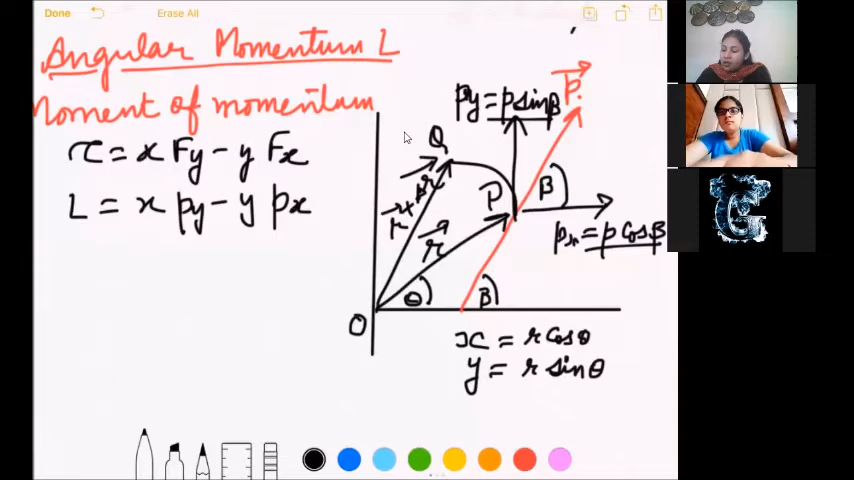 Done
Erase All
Angular Momentum L
Moment of momentum
τ = x Fy - y Fx
L = x py - y px
py = p sinβ
p
Q
r + Δr
r
P
β
px = p cosβ
θ
β
O
x = r cosθ
y = r sinθ
G